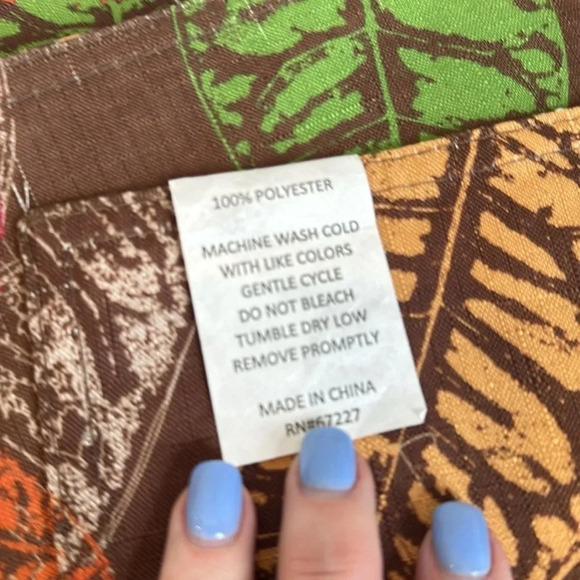 100% POLYESTER
MACHINE WASH COLD
WITH LIKE COLORS
GENTLE CYCLE
DO NOT BLEACH
TUMBLE DRY LOW
REMOVE PROMPTLY
MADE IN CHINA
RN#67227